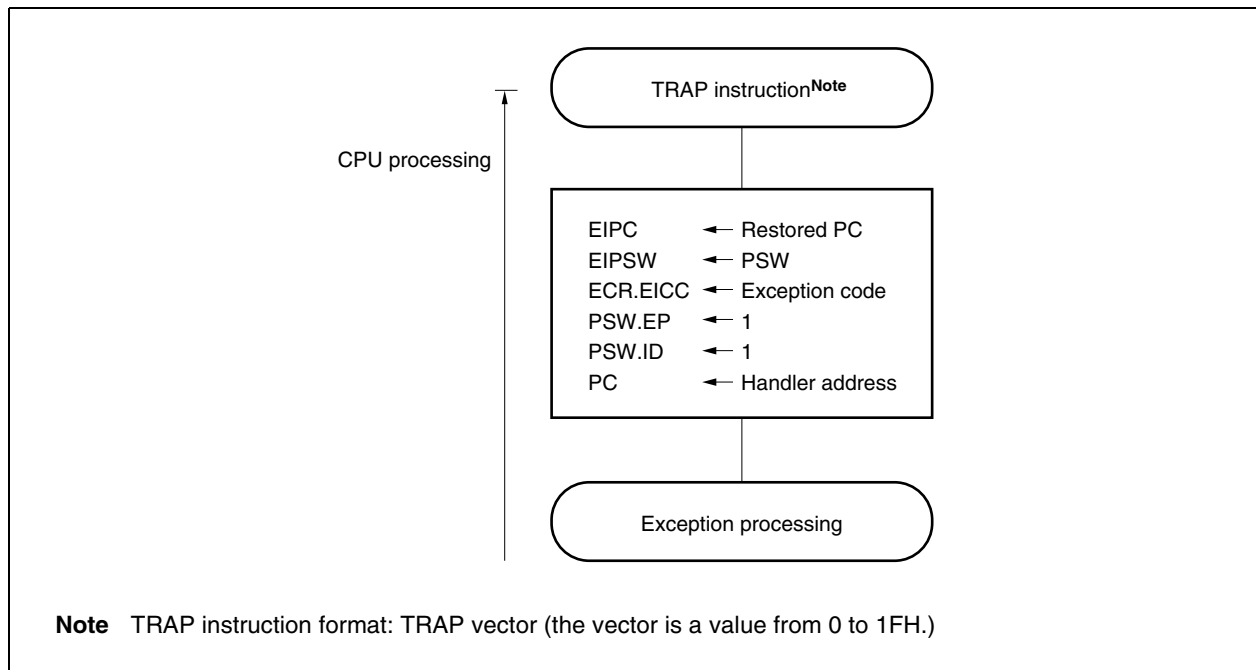 TRAP instructionNote
CPU processing
EIPC ← Restored PC
EIPSW ← PSW
ECR.EICC ← Exception code
PSW.EP ← 1
PSW.ID ← 1
PC ← Handler address
Exception processing
Note TRAP instruction format: TRAP vector (the vector is a value from 0 to 1FH.)